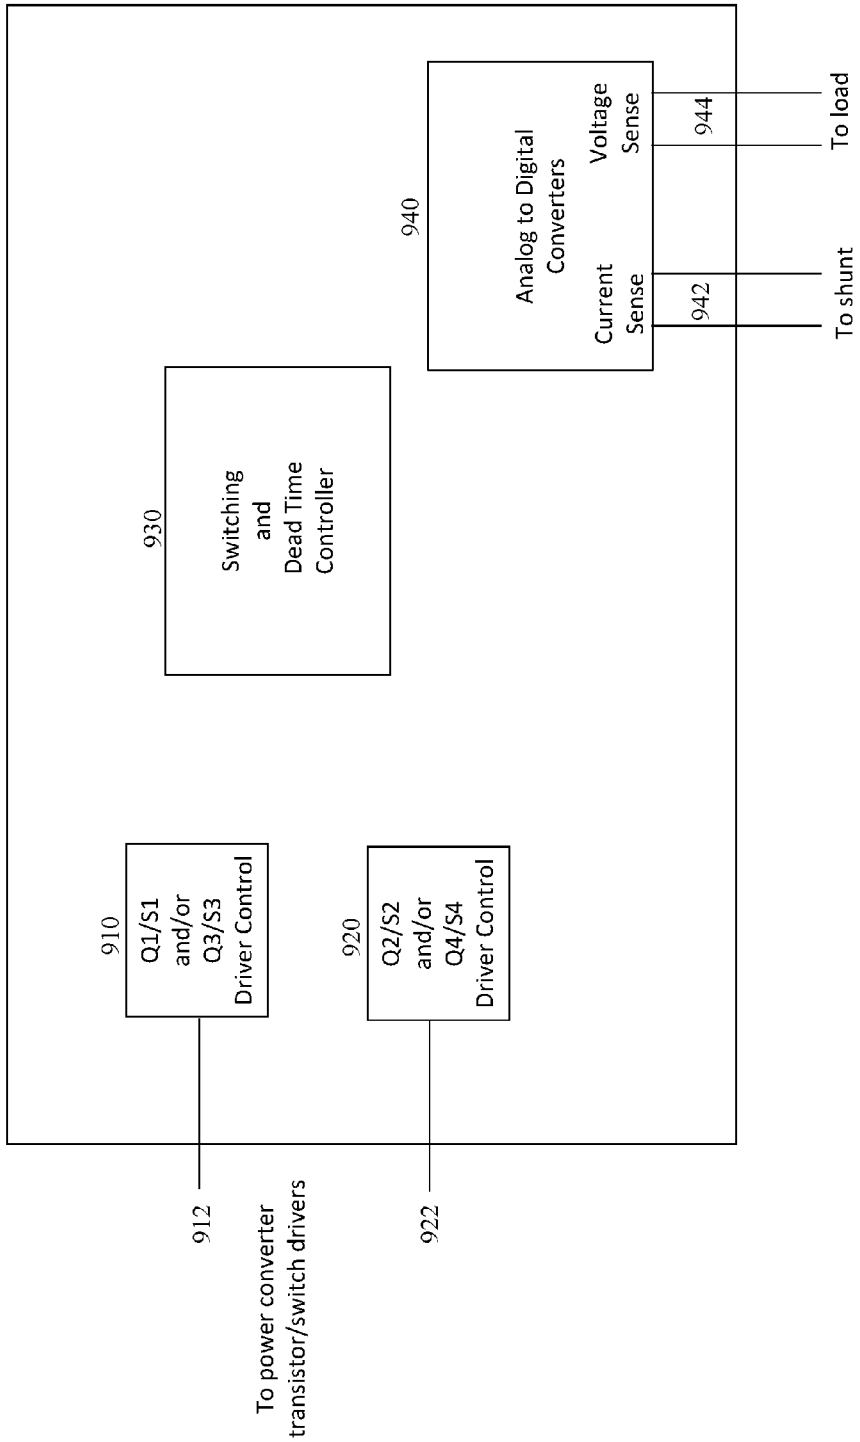 910
Q1/S1
and/or
Q3/S3
Driver Control
920
Q2/S2
and/or
Q4/S4
Driver Control
912
To power converter
transistor/switch drivers
922
930
Switching
and
Dead Time
Controller
940
Analog to Digital
Converters
Current
Sense
Voltage
Sense
942
944
To shunt
To load